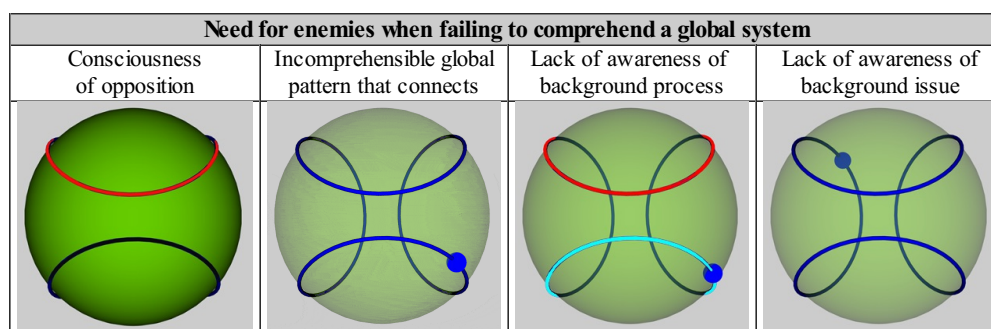 Need for enemies when failing to comprehend a global system
Consciousness
of opposition
Incomprehensible global
pattern that connects
Lack of awareness of
background process
Lack of awareness of
background issue